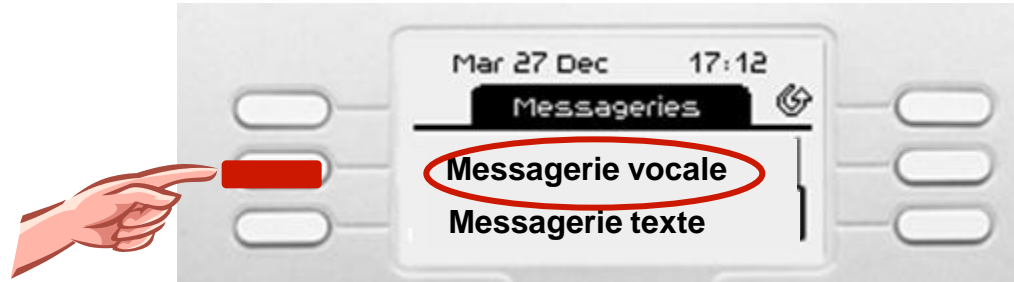 Mar 27 Dec 17:12
Messageries
Messagerie vocale
Messagerie texte